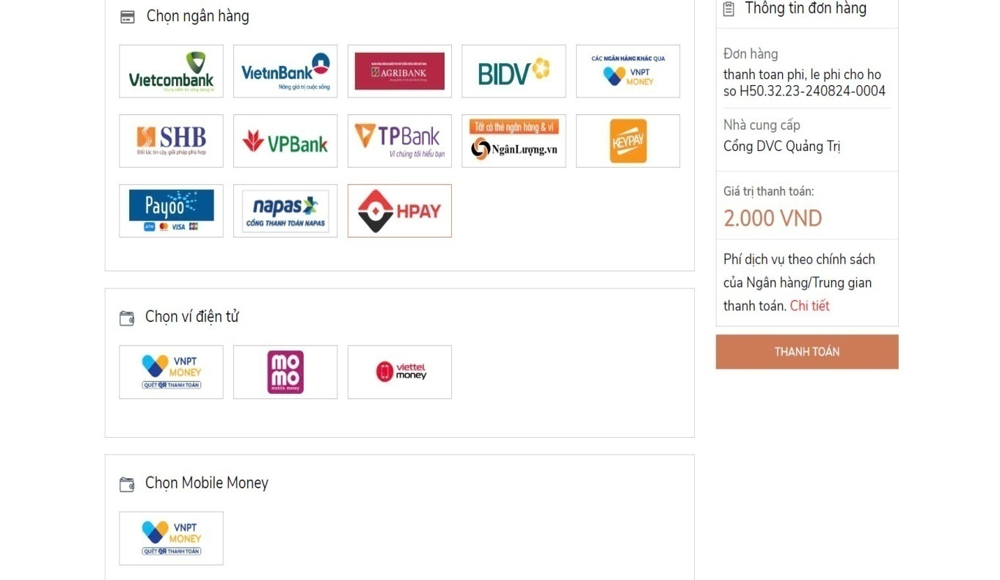 Chọn ngân hàng
Vietcombank
VietinBank
Nâng giá trị cuộc sống
AGRIBANK
BIDV
CÁC NGÂN HÀNG KHÁC QUA
VNPT
MONEY
SHB
Đối tác tin cậy, giải pháp phù hợp
VPBank
TPBank
Vì chúng tôi hiểu bạn
Tất cả thẻ ngân hàng & ví
NgânLượng.vn
KEYPAY
Payoo
ATM VISA JCB
napas
CỔNG THANH TOÁN NAPAS
HPAY
Chọn ví điện tử
VNPT
MONEY
QUÉT QR THANH TOÁN
mo
mo
mobile money
viettel
money
Chọn Mobile Money
VNPT
MONEY
QUÉT QR THANH TOÁN
Thông tin đơn hàng
Đơn hàng
thanh toan phi, le phi cho ho
so H50.32.23-240824-0004
Nhà cung cấp
Cổng DVC Quảng Trị
Giá trị thanh toán:
2.000 VND
Phí dịch vụ theo chính sách
của Ngân hàng/Trung gian
thanh toán. Chi tiết
THANH TOÁN